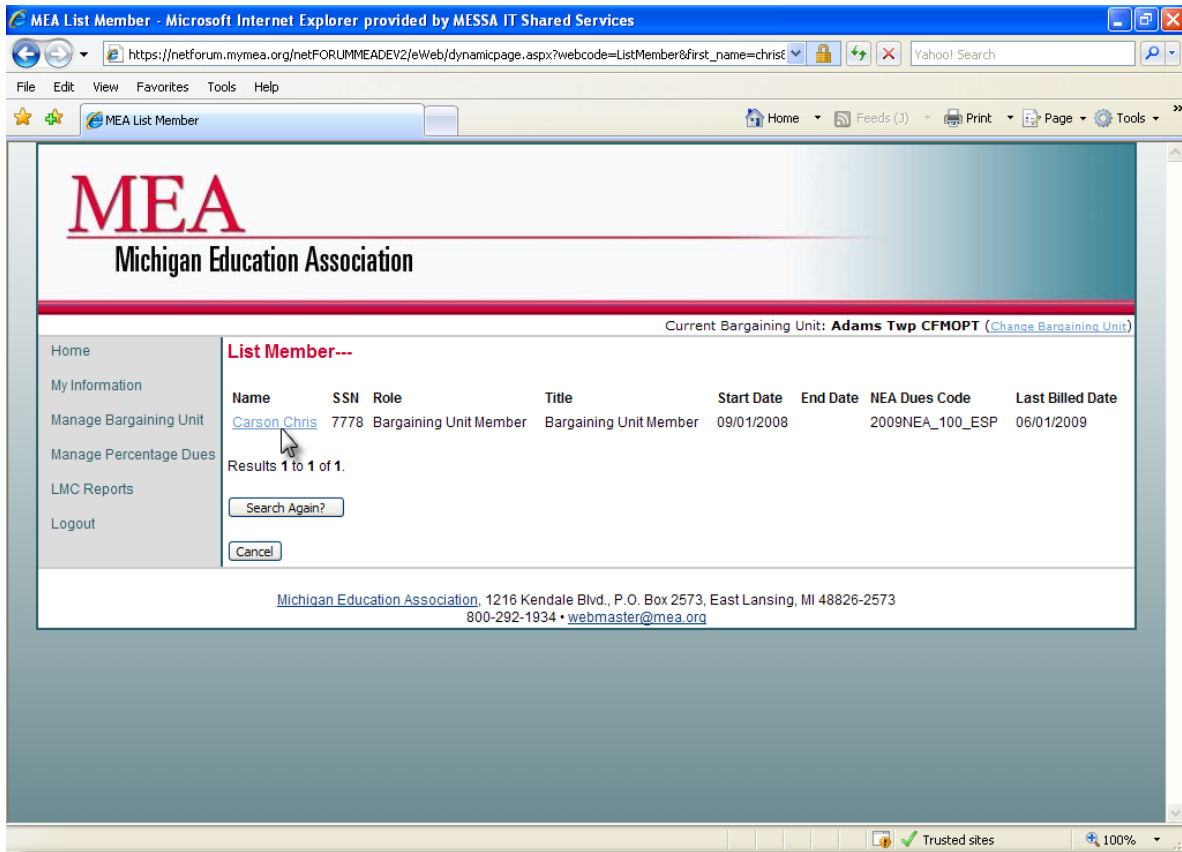 MEA List Member - Microsoft Internet Explorer provided by MESSA IT Shared Services
https://netforum.mymea.org/netFORUMMEADEV2/eWeb/dynamicpage.aspx?webcode=ListMember&first_name=chris&
Yahoo! Search
File Edit View Favorites Tools Help
MEA List Member
Home Feeds (J) Print Page Tools »
MEA
Michigan Education Association
Current Bargaining Unit: Adams Twp CFMOPT (Change Bargaining Unit)
Home
My Information
Manage Bargaining Unit
Manage Percentage Dues
LMC Reports
Logout
List Member---
Name SSN Role Title Start Date End Date NEA Dues Code Last Billed Date
Carson Chris 7778 Bargaining Unit Member Bargaining Unit Member 09/01/2008 2009NEA_100_ESP 06/01/2009
Results 1 to 1 of 1.
Search Again?
Cancel
Michigan Education Association, 1216 Kendale Blvd., P.O. Box 2573, East Lansing, MI 48826-2573
800-292-1934 • webmaster@mea.org
Trusted sites 100%